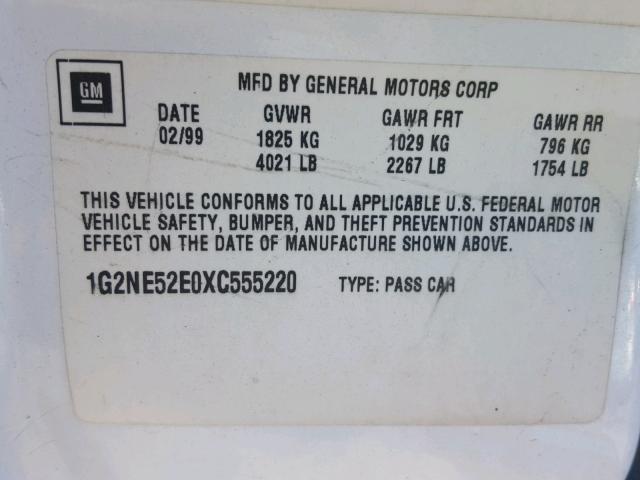 GM
MFD BY GENERAL MOTORS CORP
DATE GVWR GAWR FRT GAWR RR
02/99 1825 KG 1029 KG 796 KG
4021 LB 2267 LB 1754 LB
THIS VEHICLE CONFORMS TO ALL APPLICABLE U.S. FEDERAL MOTOR
VEHICLE SAFETY, BUMPER, AND THEFT PREVENTION STANDARDS IN
EFFECT ON THE DATE OF MANUFACTURE SHOWN ABOVE.
1G2NE52E0XC555220 TYPE: PASS CAR